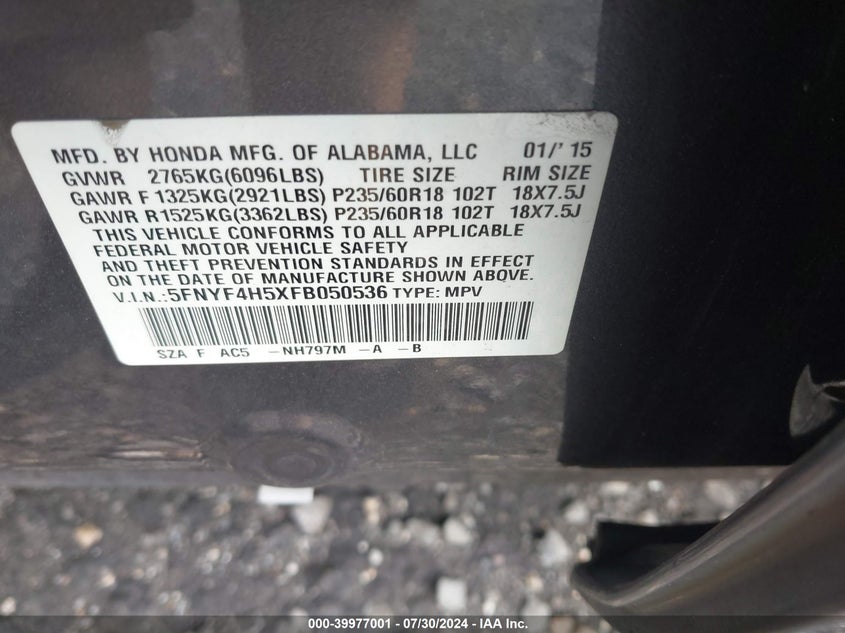 MFD. BY HONDA MFG. OF ALABAMA, LLC 01/' 15
GVWR 2765KG(6096LBS) TIRE SIZE RIM SIZE
GAWR F 1325KG(2921LBS) P235/60R18 102T 18X7.5J
GAWR R1525KG(3362LBS) P235/60R18 102T 18X7.5J
THIS VEHICLE CONFORMS TO ALL APPLICABLE
FEDERAL MOTOR VEHICLE SAFETY
AND THEFT PREVENTION STANDARDS IN EFFECT
ON THE DATE OF MANUFACTURE SHOWN ABOVE.
V.I.N.:5FNYF4H5XFB050536 TYPE: MPV
SZA F AC5 -NH797M -A -B
000-39977001 - 07/30/2024 - IAA Inc.